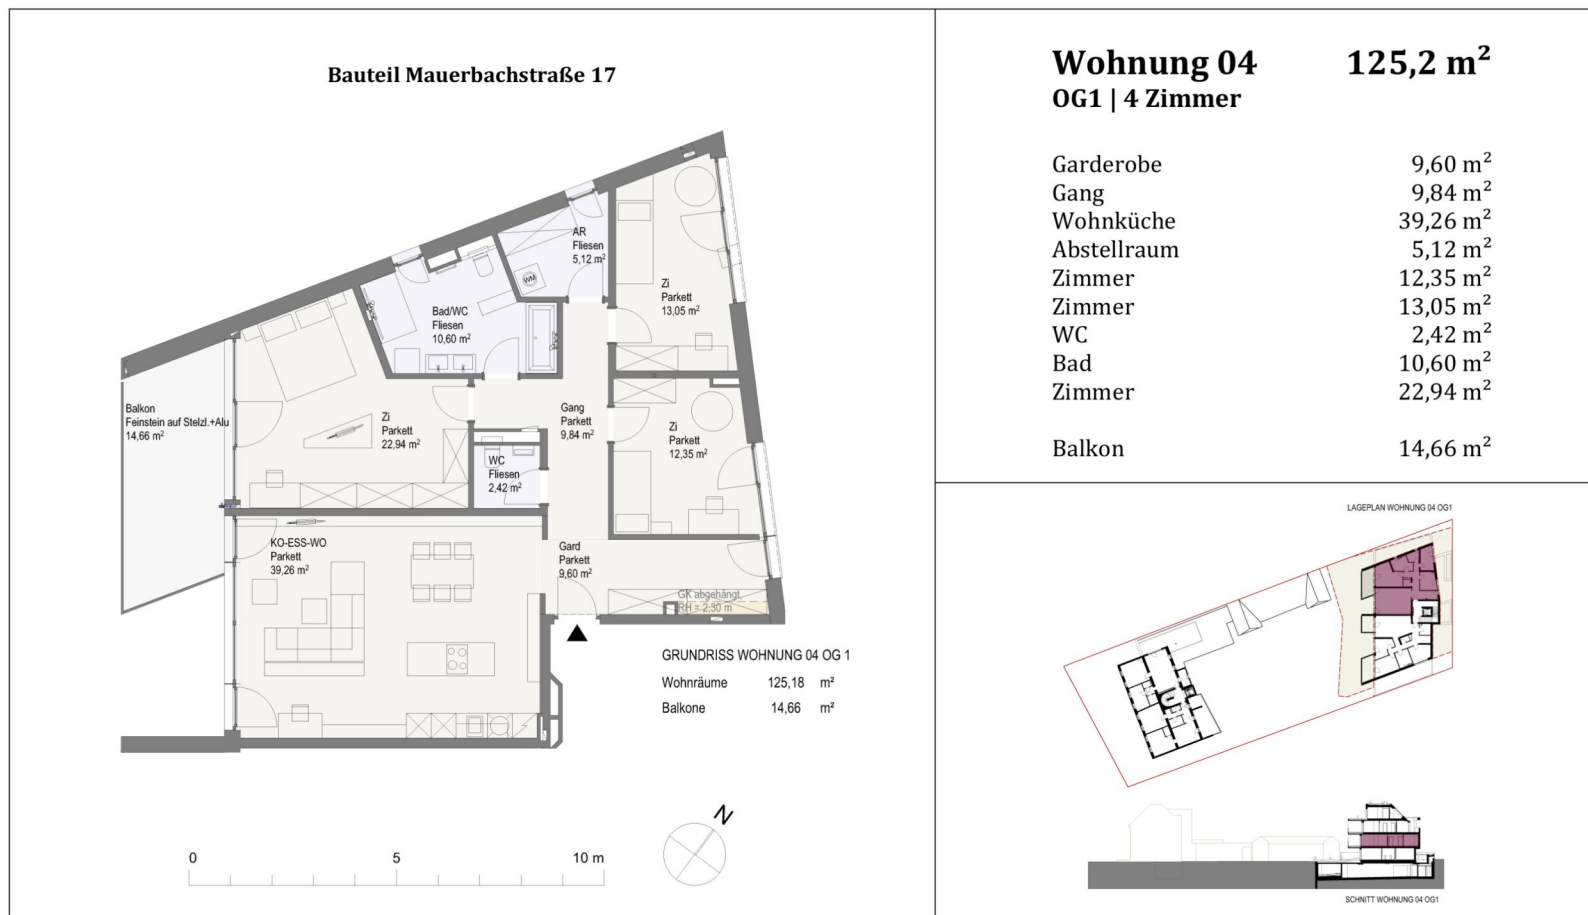 Bauteil Mauerbachstraße 17
AR
Fliesen
5,12 m²
WM
Zi
Parkett
13,05 m²
Bad/WC
Fliesen
10,60 m²
Balkon
Feinstein auf Stelzl.+Alu
14,66 m²
Zi
Parkett
22,94 m²
Gang
Parkett
9,84 m²
Zi
Parkett
12,35 m²
WC
Fliesen
2,42 m²
KO-ESS-WO
Parkett
39,26 m²
Gard
Parkett
9,60 m²
GK abgehängt,
RH = 2,30 m
GRUNDRISS WOHNUNG 04 OG 1
Wohnräume 125,18 m²
Balkone 14,66 m²
0 5 10 m
N
Wohnung 04 125,2 m²
OG1 | 4 Zimmer
Garderobe 9,60 m²
Gang 9,84 m²
Wohnküche 39,26 m²
Abstellraum 5,12 m²
Zimmer 12,35 m²
Zimmer 13,05 m²
WC 2,42 m²
Bad 10,60 m²
Zimmer 22,94 m²
Balkon 14,66 m²
LAGEPLAN WOHNUNG 04 OG1
SCHNITT WOHNUNG 04 OG1